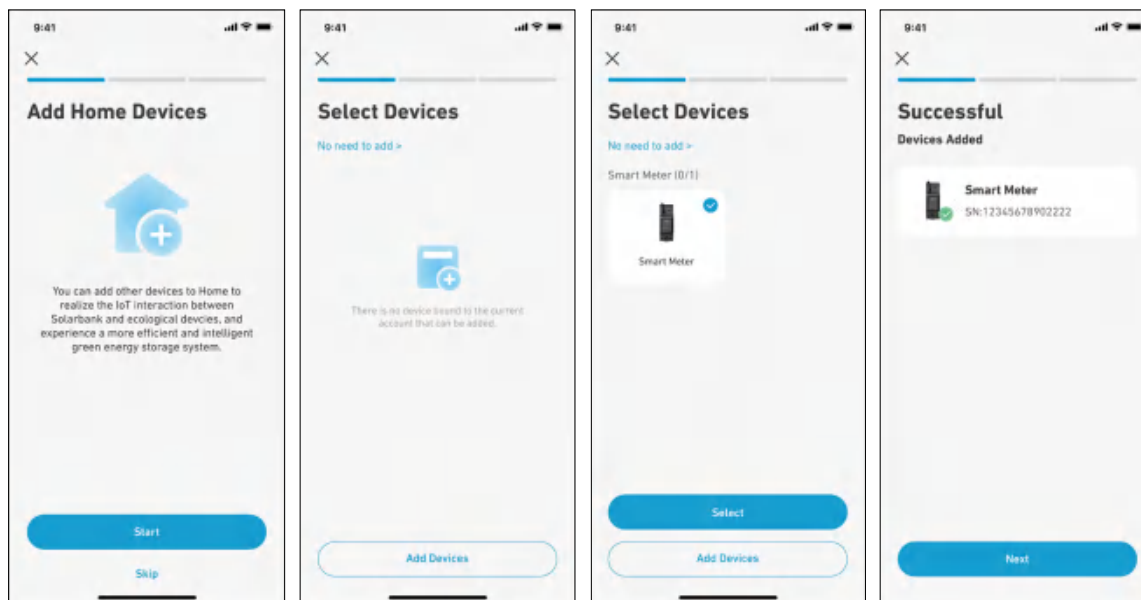 9:41
Add Home Devices
You can add other devices to Home to
realize the IoT interaction between
Solarbank and ecological devcies, and
experience a more efficient and intelligent
green energy storage system.
Start
Skip
9:41
Select Devices
No need to add >
There is no device bound to the current
account that can be added.
Add Devices
9:41
Select Devices
No need to add >
Smart Meter (0/1)
Smart Meter
Select
Add Devices
9:41
Successful
Devices Added
Smart Meter
SN:12345678902222
Next